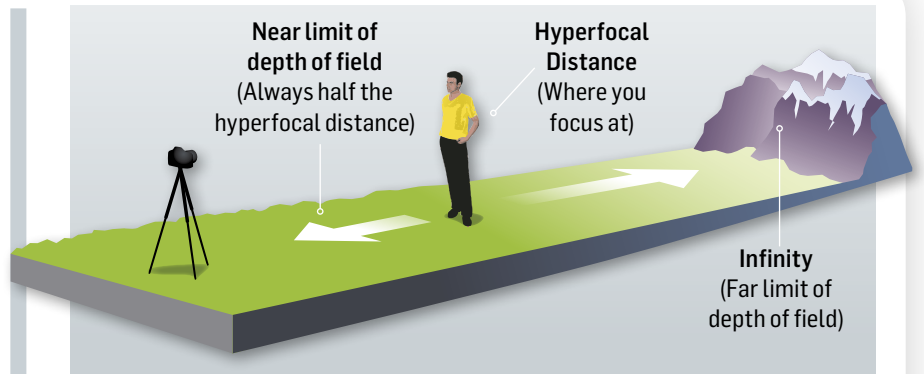 Near limit of
depth of field
(Always half the
hyperfocal distance)
Hyperfocal
Distance
(Where you
focus at)
Infinity
(Far limit of
depth of field)